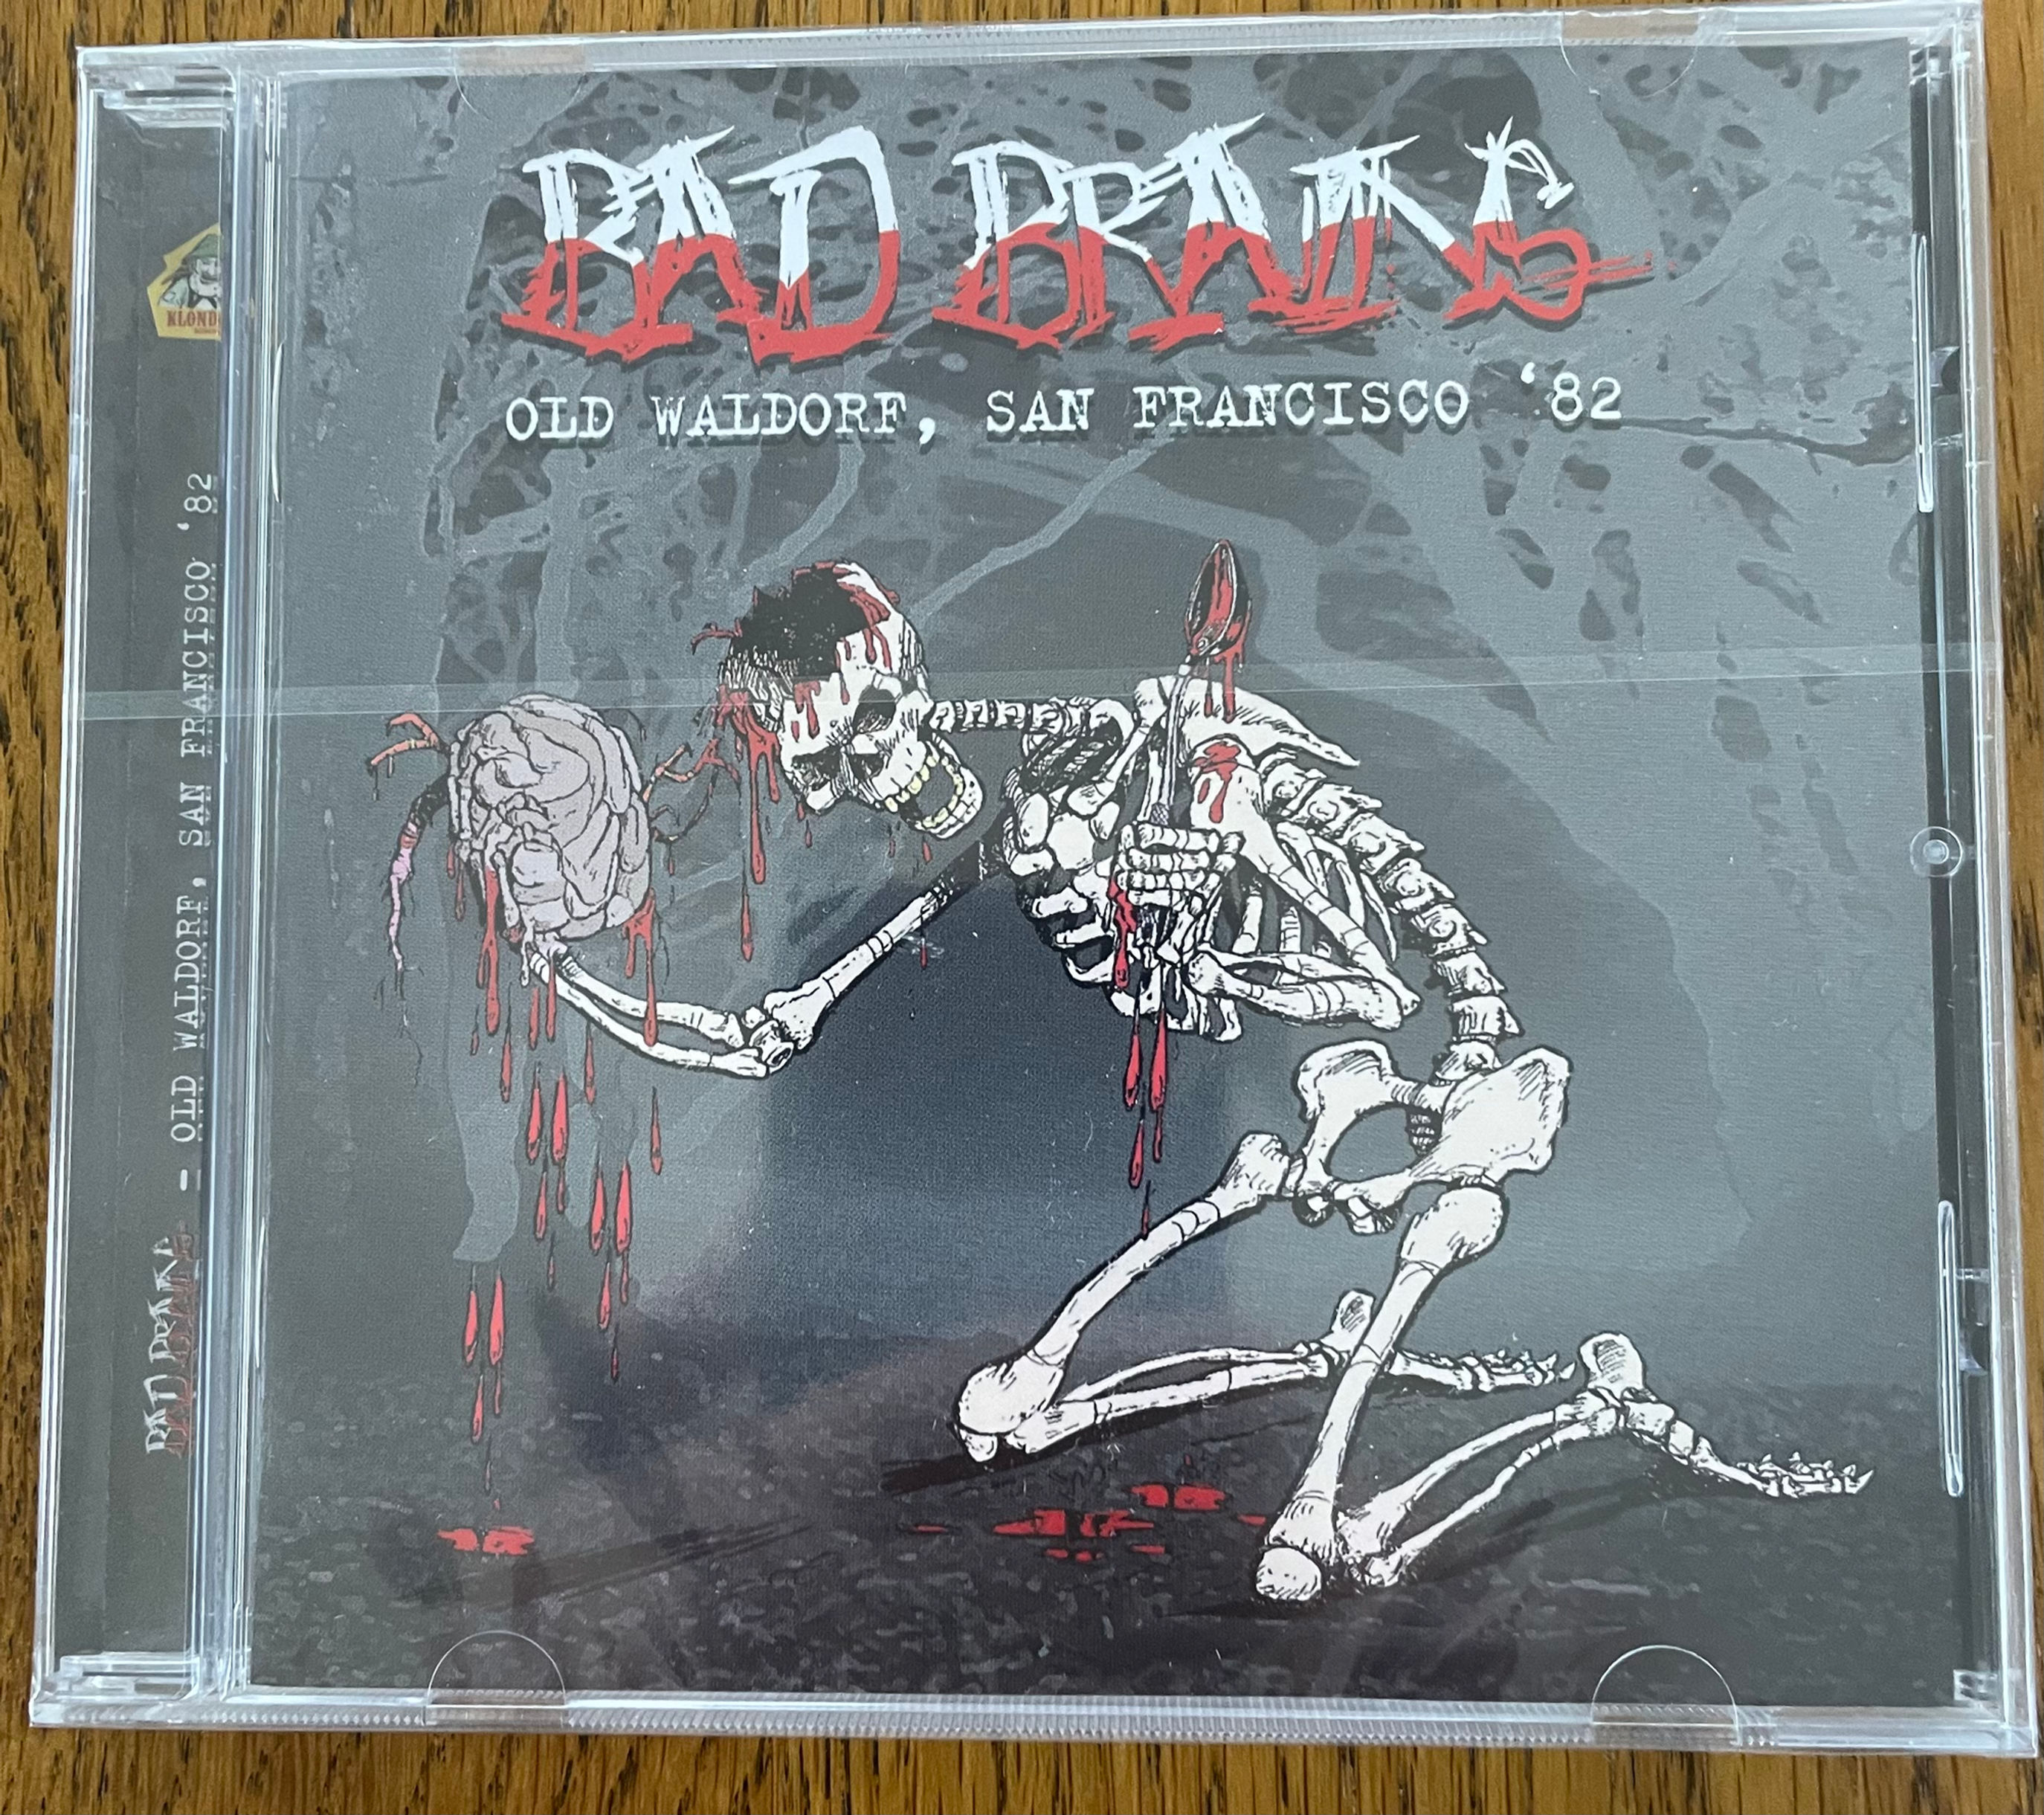 BAD BRAINS
OLD WALDORF, SAN FRANCISCO ‘82
BAD BRAINS - OLD WALDORF, SAN FRANCISCO ‘82